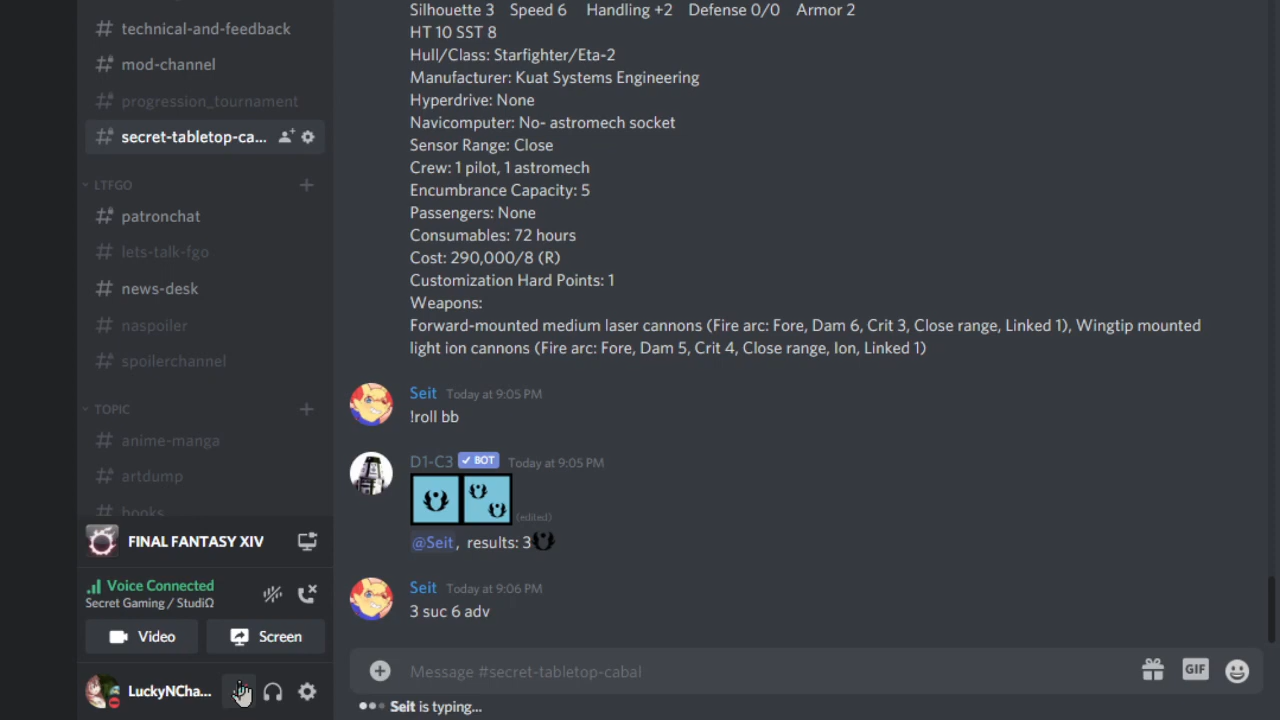 technical-and-feedback
mod-channel
progression_tournament
secret-tabletop-ca...
LTFGO
patronchat
lets-talk-fgo
news-desk
naspoiler
spoilerchannel
TOPIC
anime-manga
artdump
books
FINAL FANTASY XIV
Voice Connected
Secret Gaming / StudiΩ
Video
Screen
LuckyNCha...
Silhouette 3 Speed 6 Handling +2 Defense 0/0 Armor 2
HT 10 SST 8
Hull/Class: Starfighter/Eta-2
Manufacturer: Kuat Systems Engineering
Hyperdrive: None
Navicomputer: No- astromech socket
Sensor Range: Close
Crew: 1 pilot, 1 astromech
Encumbrance Capacity: 5
Passengers: None
Consumables: 72 hours
Cost: 290,000/8 (R)
Customization Hard Points: 1
Weapons:
Forward-mounted medium laser cannons (Fire arc: Fore, Dam 6, Crit 3, Close range, Linked 1), Wingtip mounted
light ion cannons (Fire arc: Fore, Dam 5, Crit 4, Close range, Ion, Linked 1)
Seit Today at 9:05 PM
!roll bb
D1-C3 ✓ BOT Today at 9:05 PM
(edited)
@Seit, results: 3
Seit Today at 9:06 PM
3 suc 6 adv
Message #secret-tabletop-cabal
GIF
Seit is typing...